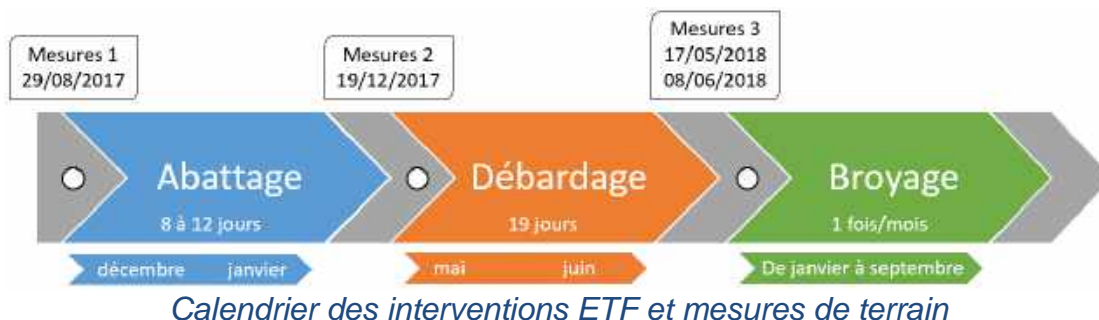 Mesures 1
29/08/2017
Mesures 2
19/12/2017
Mesures 3
17/05/2018
08/06/2018
Abattage
8 à 12 jours
Débardage
19 jours
Broyage
1 fois/mois
décembre janvier
mai juin
De janvier à septembre
Calendrier des interventions ETF et mesures de terrain